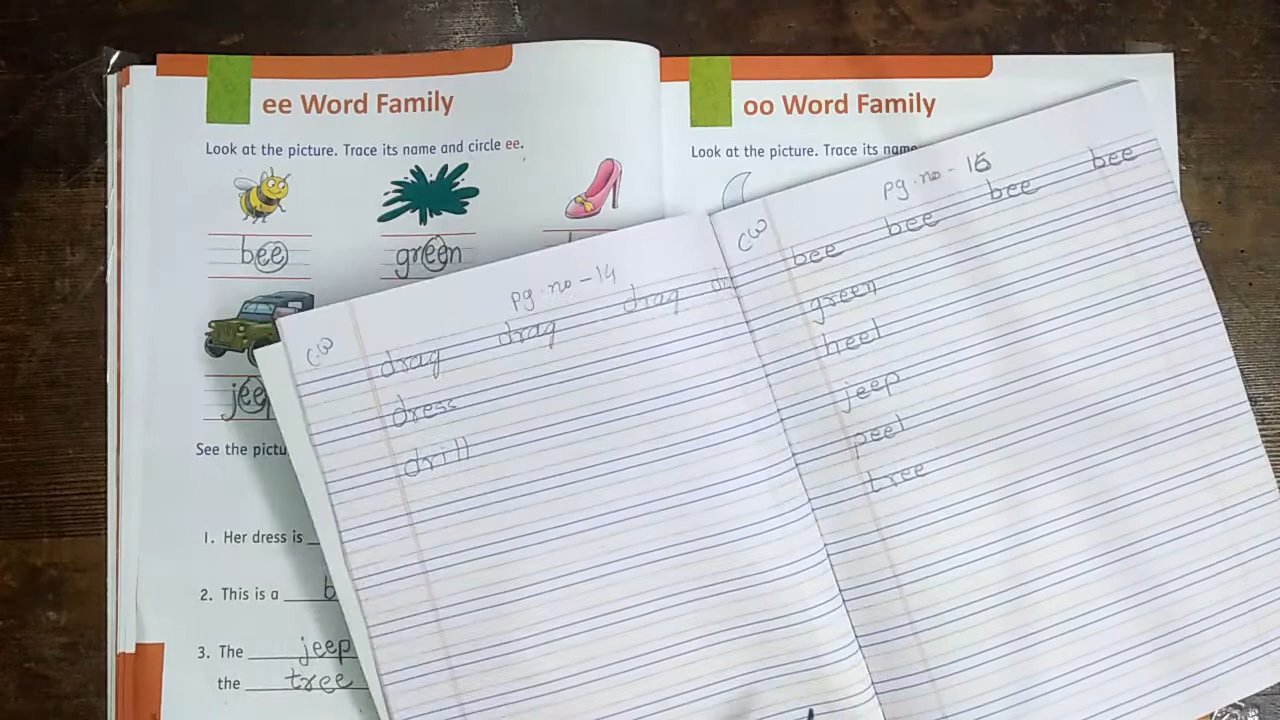 ee Word Family
Look at the picture. Trace its name and circle ee.
bee green
jeep
See the pictu
1. Her dress is
2. This is a b
3. The jeep
the tree
oo Word Family
Look at the picture. Trace its name
C.W
pg.no-14
drag drag drag
dress
drill
CW
pg.no-16
bee bee bee bee
green
heel
jeep
peel
tree